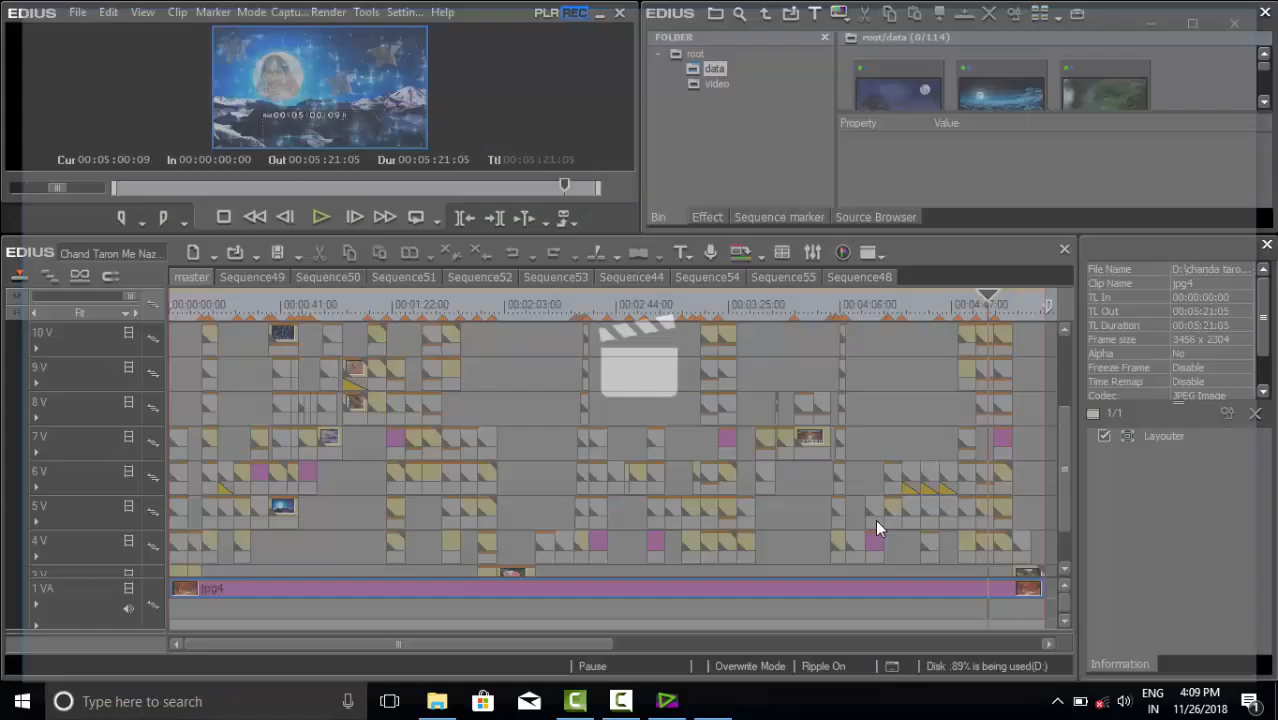 EDIUS File Edit View Clip Marker Mode Captu... Render Tools Settin... Help PLR REC
Cur 00:05:00:09 In 00:00:00:00 Out 00:05:21:05 Dur 00:05:21:05 Ttl 00:05:21:05
EDIUS
FOLDER
root
data
video
root/data (0/114)
Property Value
Bin Effect Sequence marker Source Browser
EDIUS Chand Taron Me Naz...
master Sequence49 Sequence50 Sequence51 Sequence52 Sequence53 Sequence44 Sequence54 Sequence55 Sequence48
Fit
00:00:00:00 00:00:41:00 00:01:22:00 00:02:03:00 00:02:44:00 00:03:25:00 00:04:06:00 00:04:47:00
10 V
9 V
8 V
7 V
6 V
5 V
4 V
1 VA jpg4
File Name D:\chanda taro...
Clip Name jpg4
TL In 00:00:00:00
TL Out 00:05:21:05
TL Duration 00:05:21:05
Frame size 3456 x 2304
Alpha No
Freeze Frame Disable
Time Remap Disable
Codec JPEG Image
1/1
Layouter
Information
Pause Overwrite Mode Ripple On Disk :89% is being used(D:)
Type here to search
ENG
IN
4:09 PM
11/26/2018
1